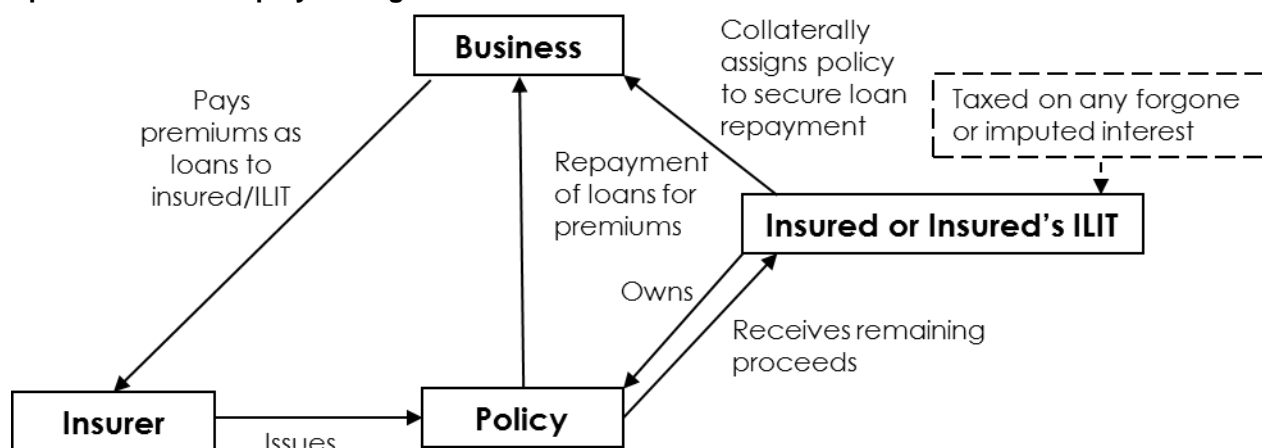 Business
Collaterally
assigns policy
to secure loan
repayment
Pays
premiums as
loans to
insured/ILIT
Taxed on any forgone
or imputed interest
Repayment
of loans for
premiums
Insured or Insured's ILIT
Owns
Receives remaining
proceeds
Insurer
Issues
Policy